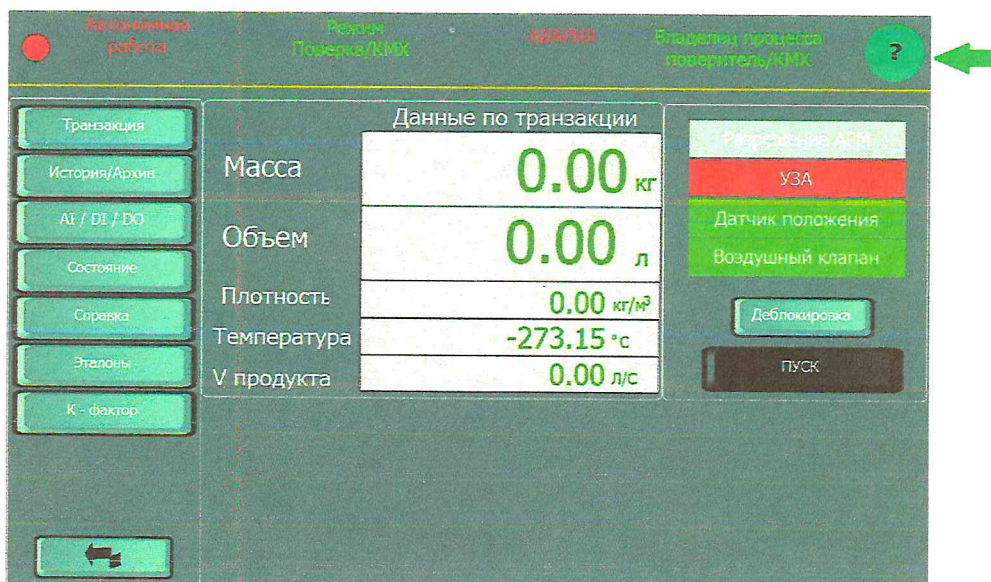 Автономная
работа
Режим
Поверка/КМХ
АВАРИЯ
Владелец процесса
поверитель/КМХ
?
Транзакция
История/Архив
AI / DI / DO
Состояние
Справка
Эталоны
К - фактор
Данные по транзакции
Масса
0.00 кг
Объем
0.00 л
Плотность
0.00 кг/м³
Температура
-273.15 °C
V продукта
0.00 л/с
Разрешение АРМ
УЗА
Датчик положения
Воздушный клапан
Деблокировка
ПУСК